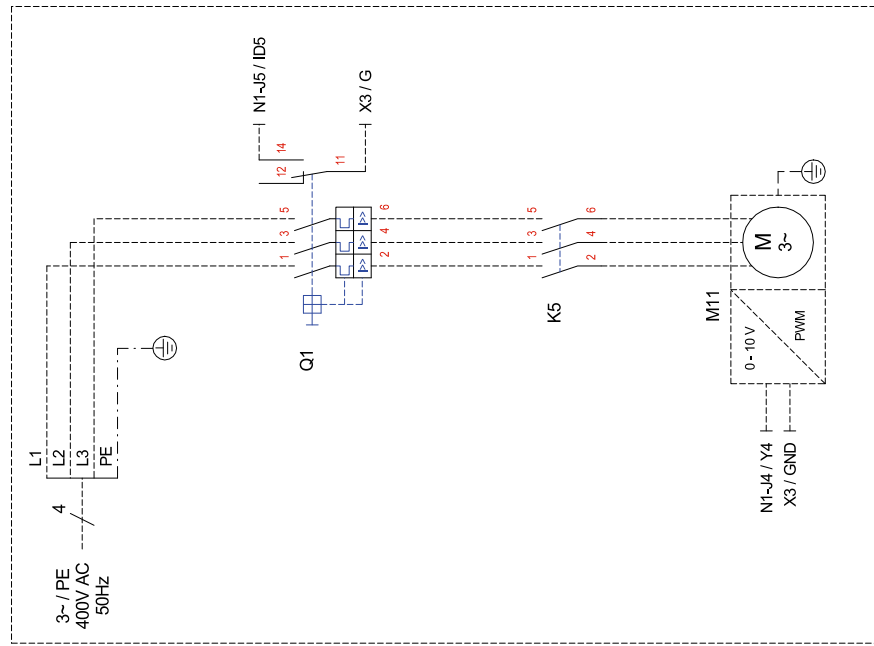 3~ / PE
400V AC
50Hz
4
L1
L2
L3
PE
N1-J5 / ID5
X3 / G
14
12
11
1
3
5
2
4
6
Q1
1
3
5
2
4
6
K5
M11
M
3~
0 - 10 V
PWM
N1-J4 / Y4
X3 / GND